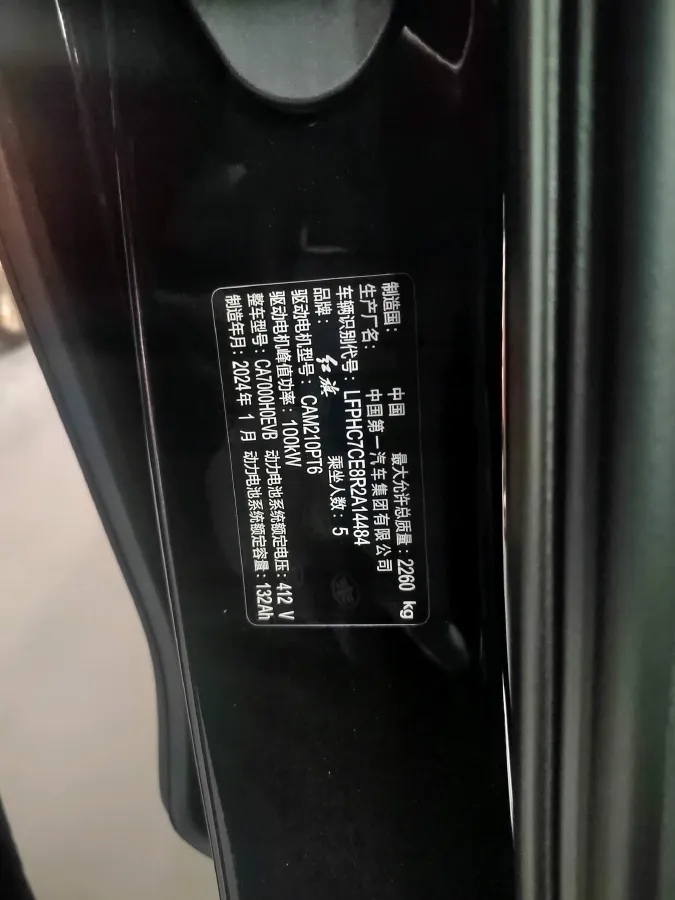 制造国： 中国 最大允许总质量：2260 kg
生产厂名： 中国第一汽车集团有限公司
车辆识别代号：LFPHC7CE8R2A14484
品牌： 红旗 乘坐人数：5
驱动电机型号：CAM210PT6
驱动电机峰值功率：100kW
整车型号：CA7000H0EVB 动力电池系统额定电压：412 V
制造年月：2024年 1 月 动力电池系统额定容量：132Ah